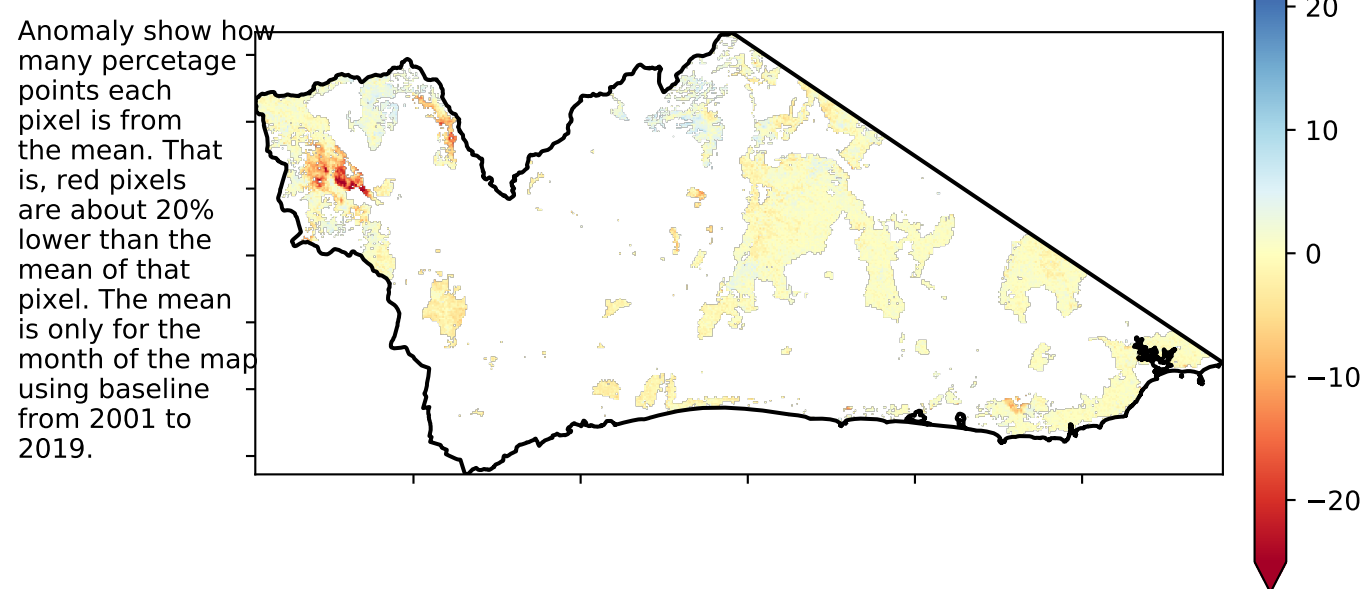 Anomaly show how
many percetage
points each
pixel is from
the mean. That
is, red pixels
are about 20%
lower than the
mean of that
pixel. The mean
is only for the
month of the map
using baseline
from 2001 to
2019.
20
10
0
−10
−20